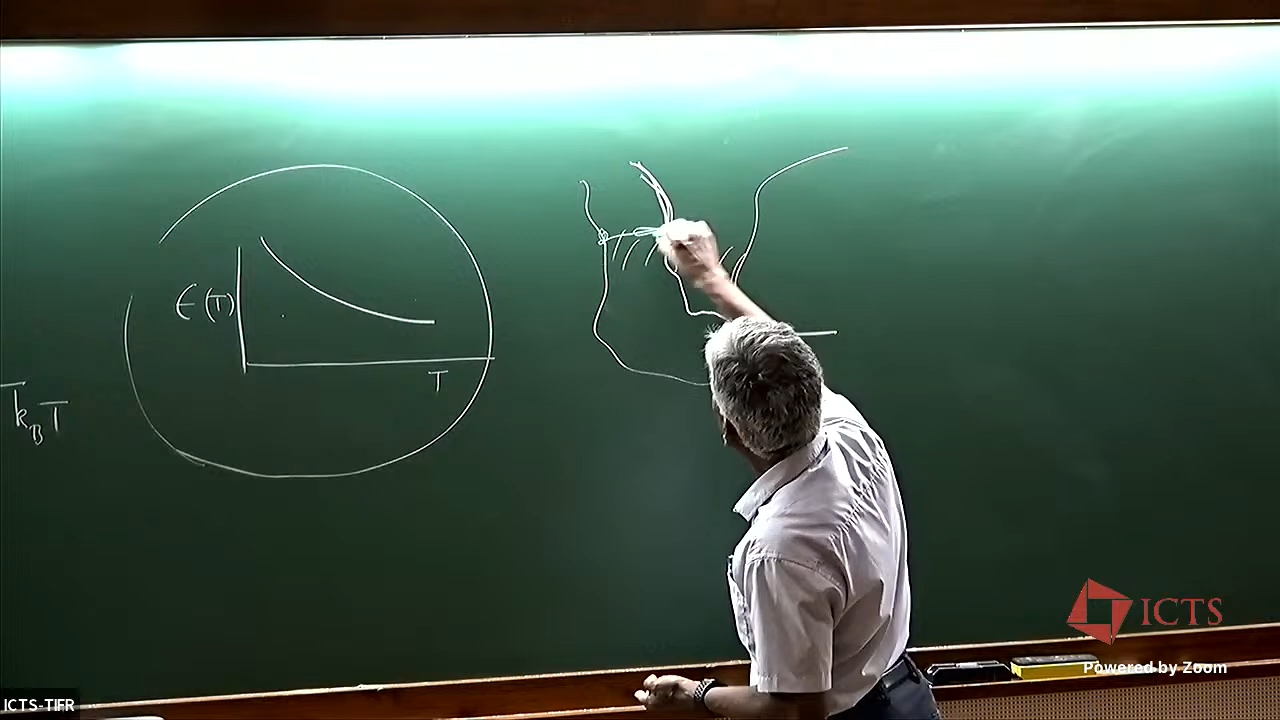 ϵ(T)
T
k_B T
ICTS
Powered by Zoom
ICTS-TIFR